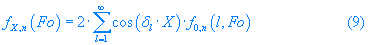 f_{X,n}(Fo) = 2 · ∑_{l=1}^{∞} cos(δ_l · X) · f_{0,n}(l, Fo) (9)